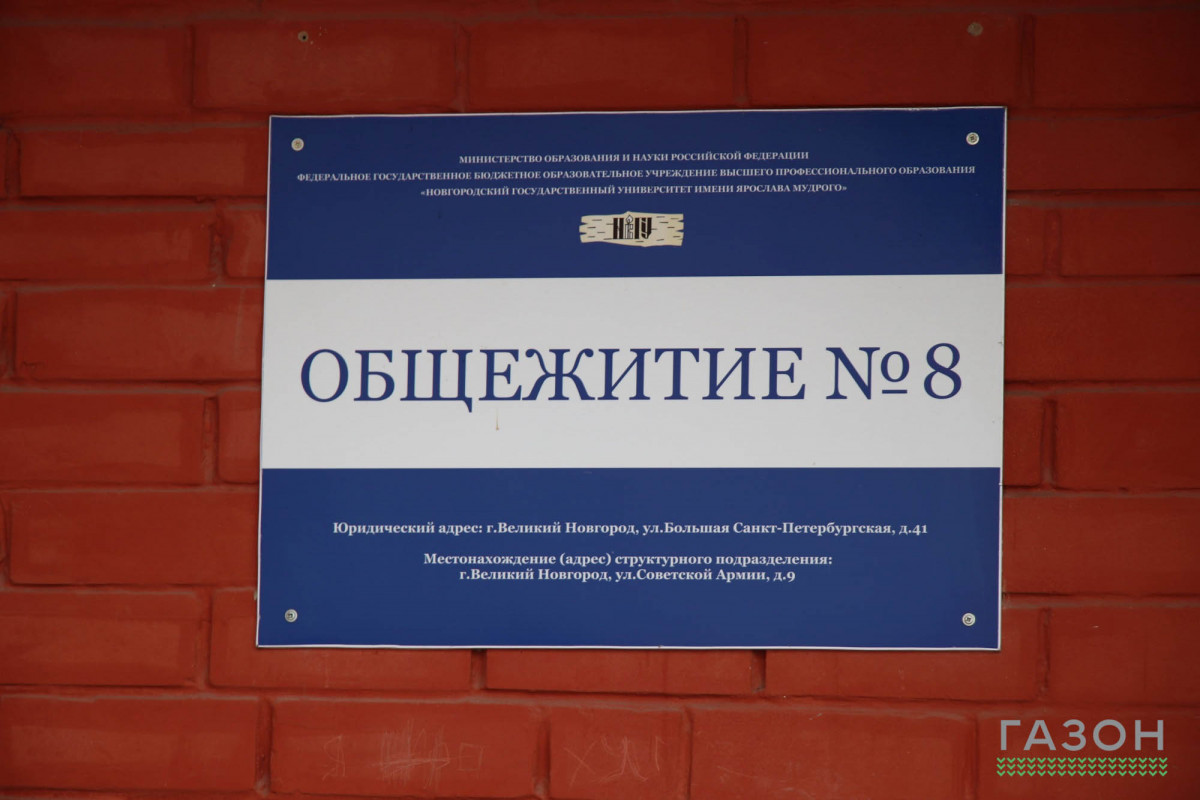 МИНИСТЕРСТВО ОБРАЗОВАНИЯ И НАУКИ РОССИЙСКОЙ ФЕДЕРАЦИИ
ФЕДЕРАЛЬНОЕ ГОСУДАРСТВЕННОЕ БЮДЖЕТНОЕ ОБРАЗОВАТЕЛЬНОЕ УЧРЕЖДЕНИЕ ВЫСШЕГО ПРОФЕССИОНАЛЬНОГО ОБРАЗОВАНИЯ
«НОВГОРОДСКИЙ ГОСУДАРСТВЕННЫЙ УНИВЕРСИТЕТ ИМЕНИ ЯРОСЛАВА МУДРОГО»
НовГУ
ОБЩЕЖИТИЕ № 8
Юридический адрес: г.Великий Новгород, ул.Большая Санкт-Петербургская, д.41
Местонахождение (адрес) структурного подразделения:
г.Великий Новгород, ул.Советской Армии, д.9
ГАЗОН